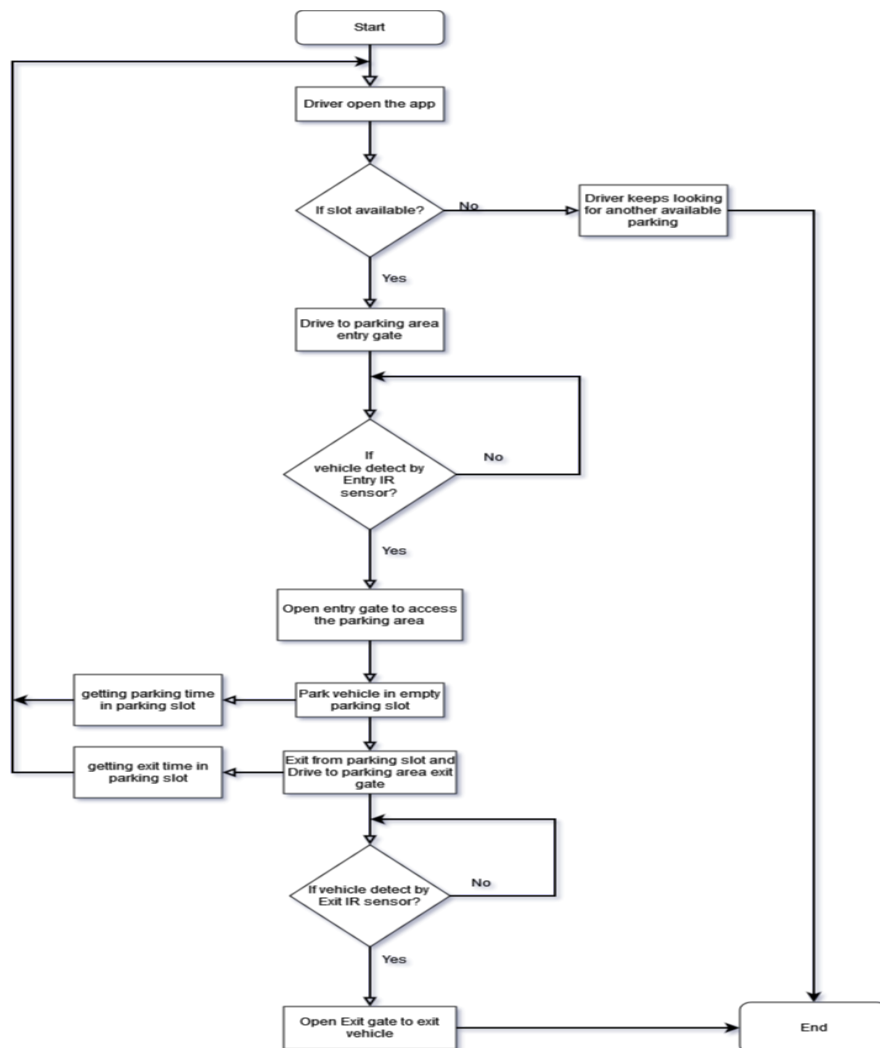 Start
Driver open the app
If slot available?
No
Driver keeps looking
for another available
parking
Yes
Drive to parking area
entry gate
If
vehicle detect by
Entry IR
sensor?
No
Yes
Open entry gate to access
the parking area
getting parking time
in parking slot
Park vehicle in empty
parking slot
getting exit time in
parking slot
Exit from parking slot and
Drive to parking area exit
gate
If vehicle detect by
Exit IR sensor?
No
Yes
Open Exit gate to exit
vehicle
End